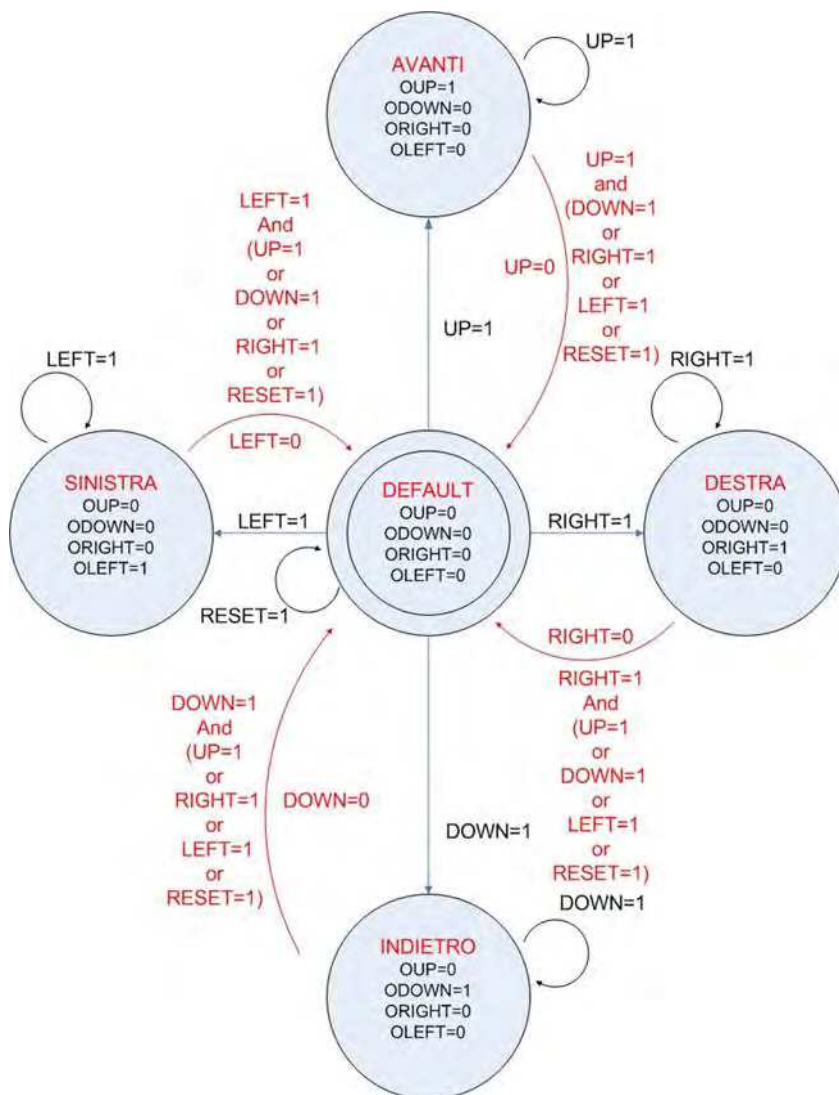 AVANTI
OUP=1
ODOWN=0
ORIGHT=0
OLEFT=0
UP=1
UP=1
and
(DOWN=1
or
RIGHT=1
or
LEFT=1
or
RESET=1)
UP=0
LEFT=1
And
(UP=1
or
DOWN=1
or
RIGHT=1
or
RESET=1)
LEFT=0
UP=1
LEFT=1
RIGHT=1
SINISTRA
OUP=0
ODOWN=0
ORIGHT=0
OLEFT=1
LEFT=1
DEFAULT
OUP=0
ODOWN=0
ORIGHT=0
OLEFT=0
RIGHT=1
DESTRA
OUP=0
ODOWN=0
ORIGHT=1
OLEFT=0
RESET=1
RIGHT=0
RIGHT=1
And
(UP=1
or
DOWN=1
or
LEFT=1
or
RESET=1)
DOWN=1
And
(UP=1
or
RIGHT=1
or
LEFT=1
or
RESET=1)
DOWN=0
DOWN=1
DOWN=1
INDIETRO
OUP=0
ODOWN=1
ORIGHT=0
OLEFT=0